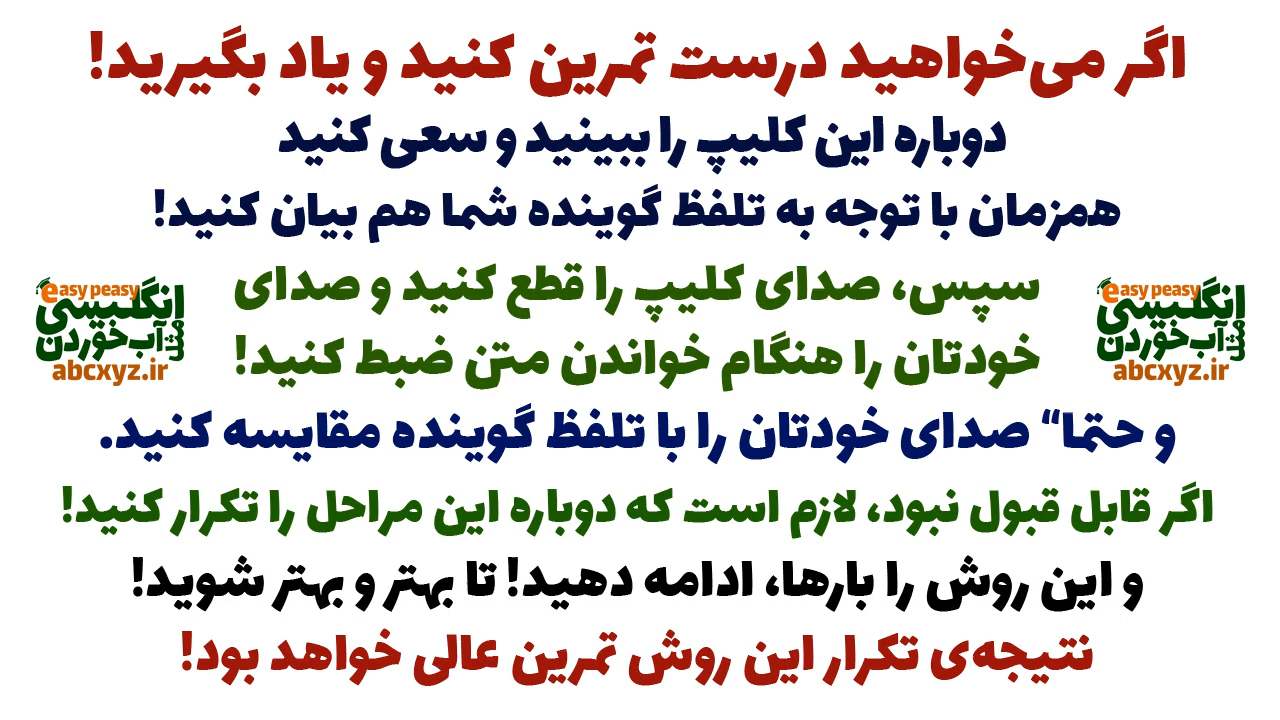 اگر می‌خواهید درست تمرین کنید و یاد بگیرید!
دوباره این کلیپ را ببینید و سعی کنید
همزمان با توجه به تلفظ گوینده شما هم بیان کنید!
سپس، صدای کلیپ را قطع کنید و صدای
خودتان را هنگام خواندن متن ضبط کنید!
easy peasy
انگلیسی
مثل
آب خوردن
abcxyz.ir
easy peasy
انگلیسی
مثل
آب خوردن
abcxyz.ir
و حتما“ صدای خودتان را با تلفظ گوینده مقایسه کنید.
اگر قابل قبول نبود، لازم است که دوباره این مراحل را تکرار کنید!
و این روش را بارها، ادامه دهید! تا بهتر و بهتر شوید!
نتیجه‌ی تکرار این روش تمرین عالی خواهد بود!